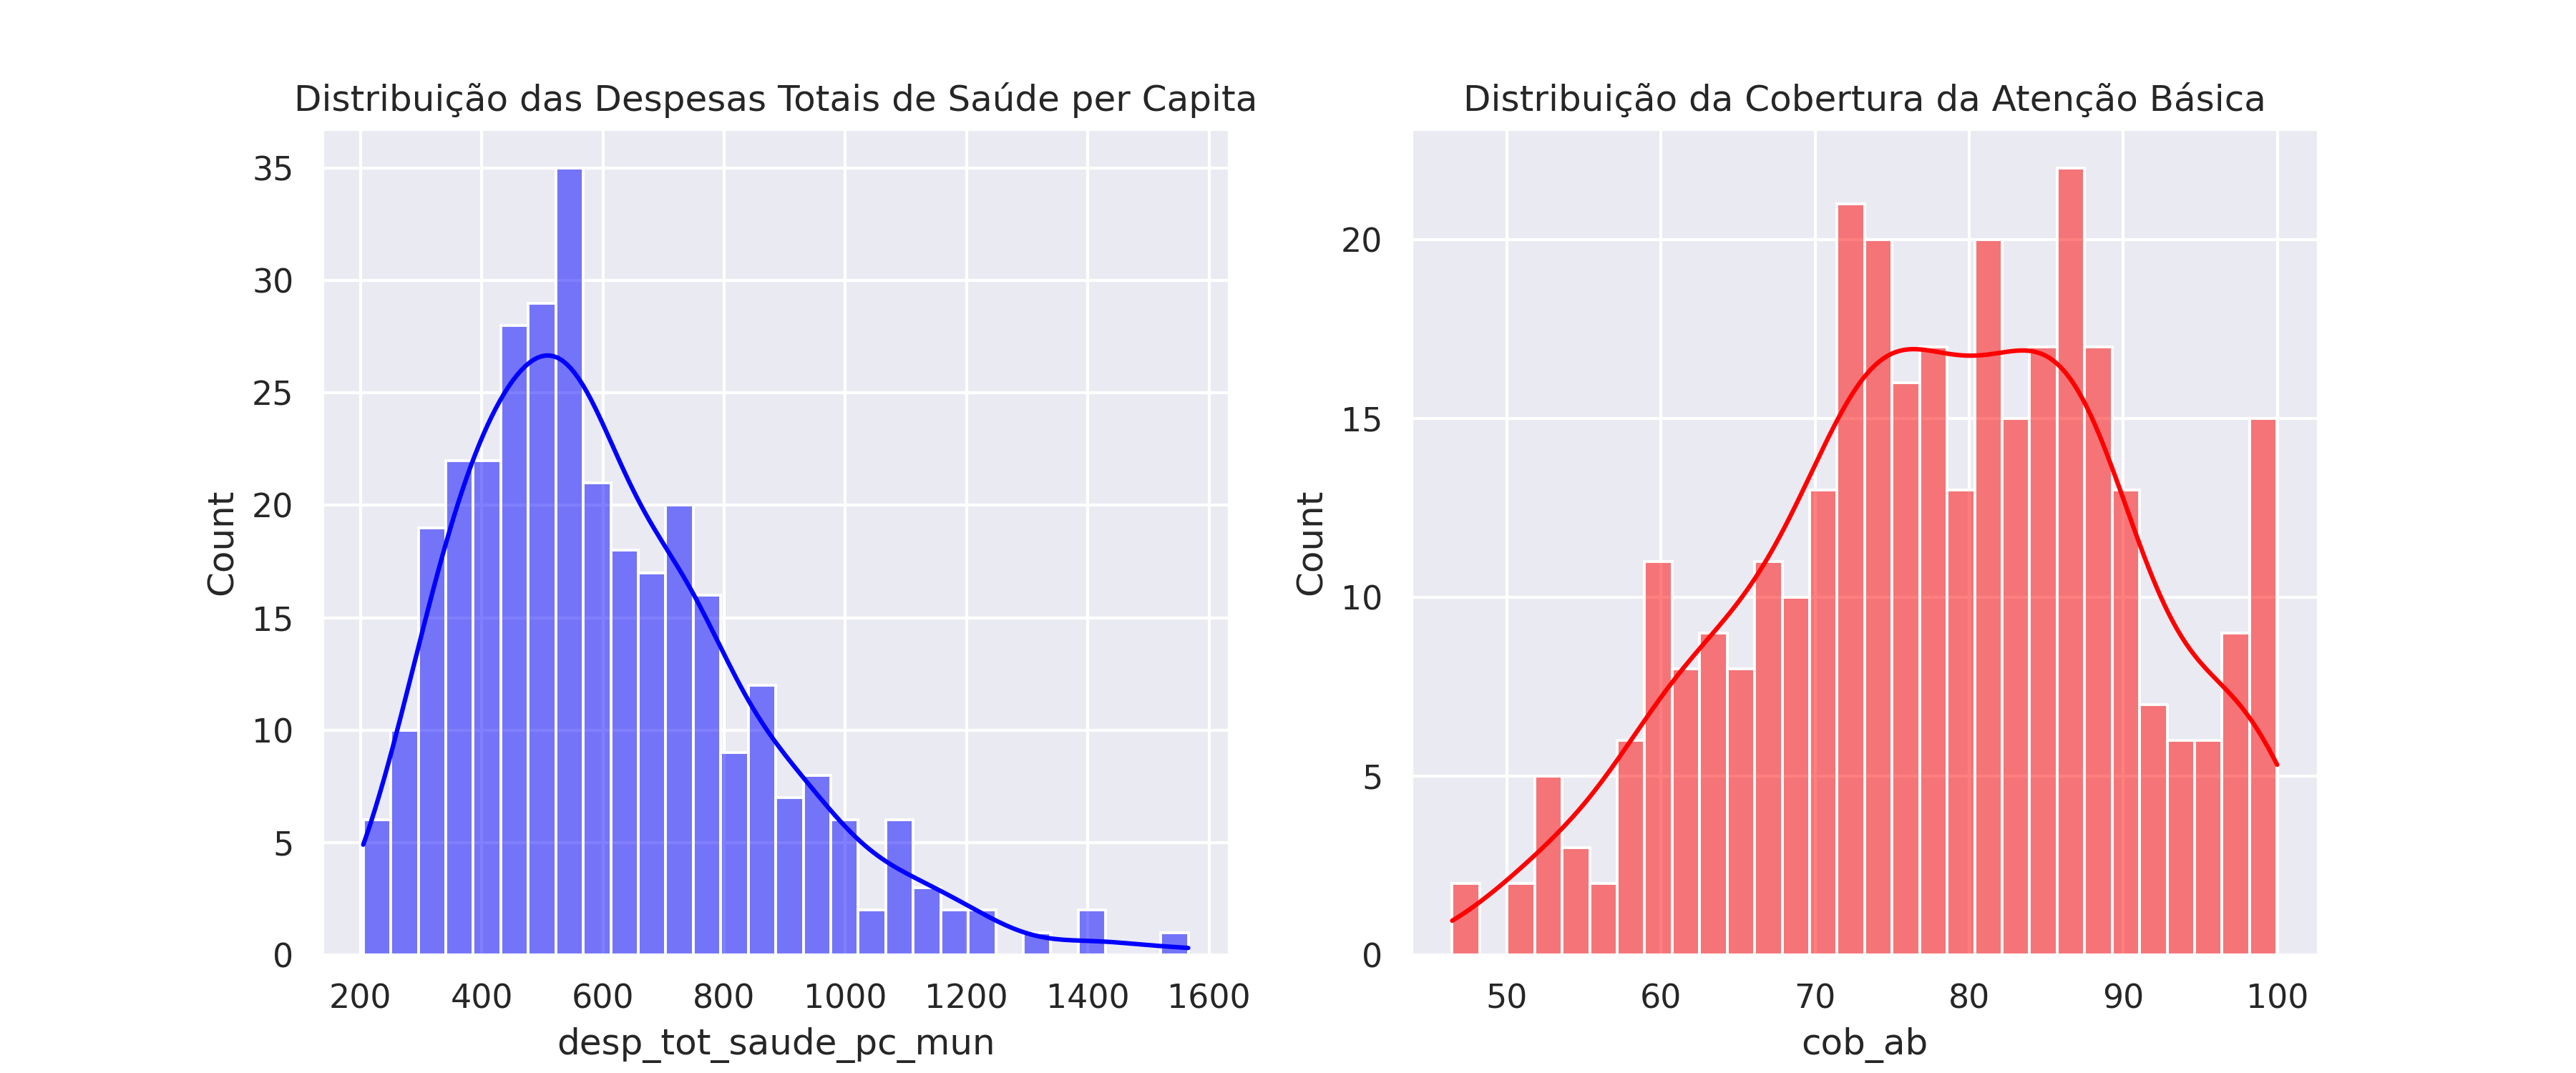 Distribuição das Despesas Totais de Saúde per Capita
35
30
25
20
15
10
5
0
Count
200 400 600 800 1000 1200 1400 1600
desp_tot_saude_pc_mun
Distribuição da Cobertura da Atenção Básica
20
15
10
5
0
Count
50 60 70 80 90 100
cob_ab